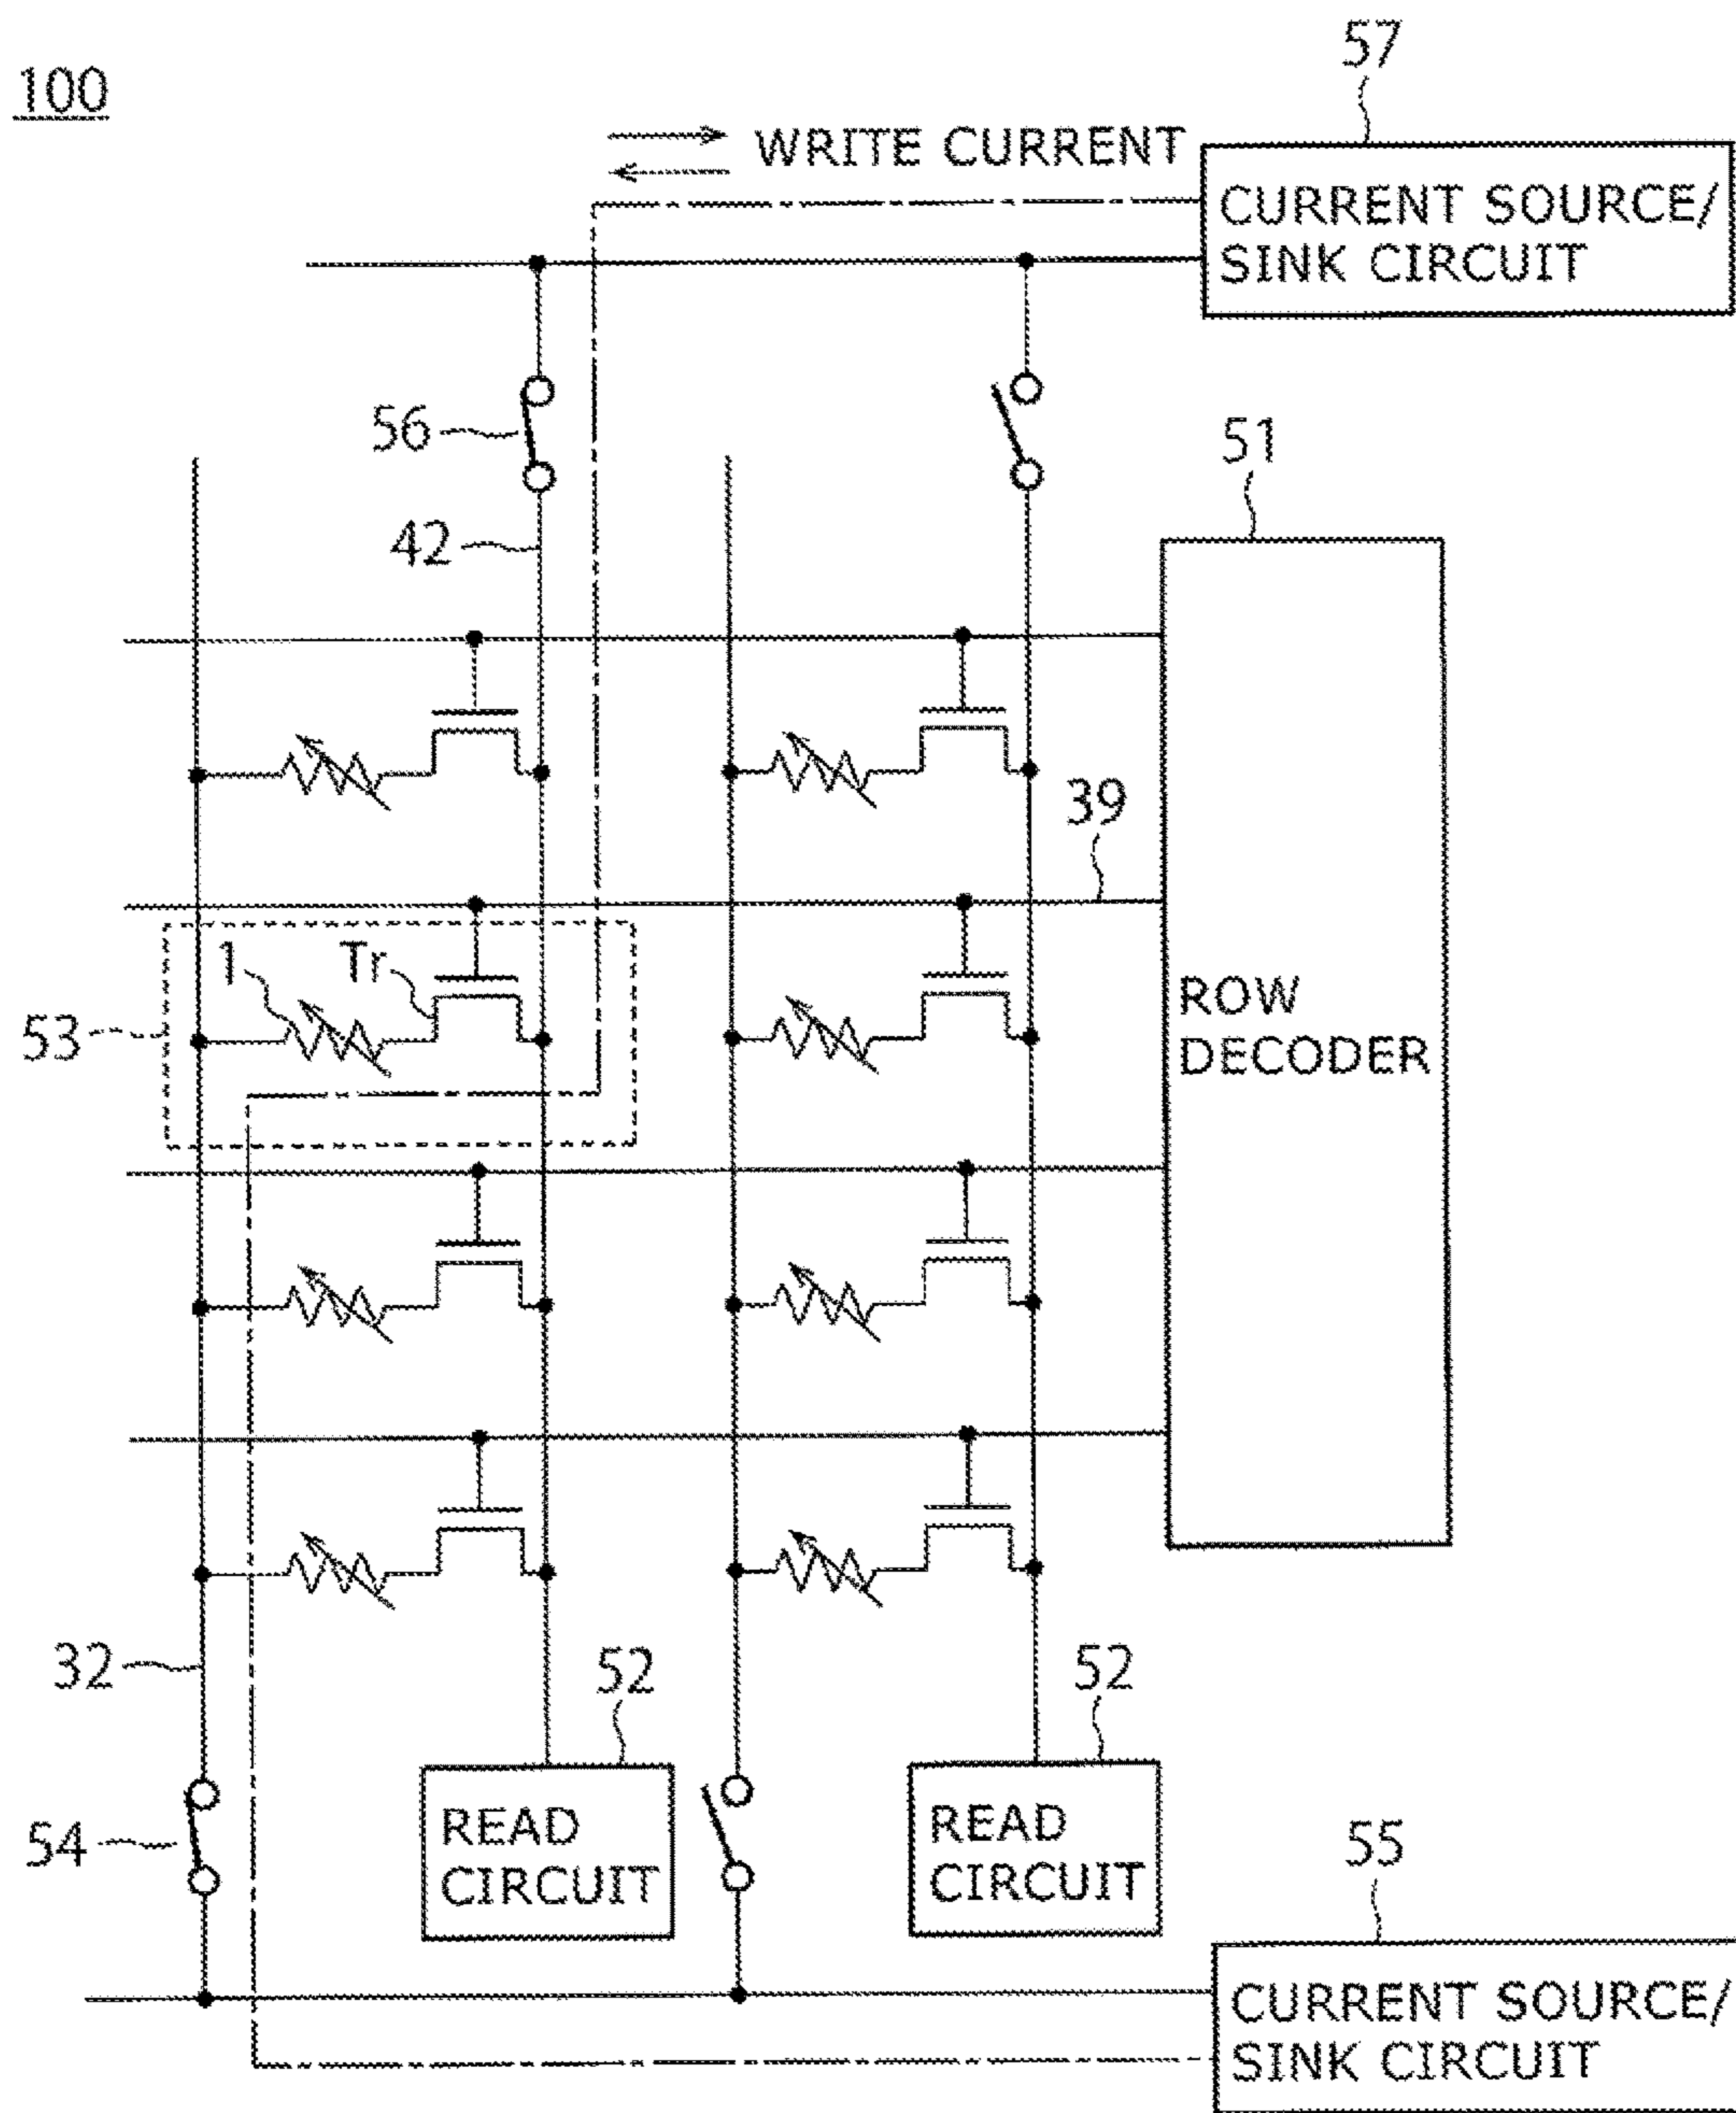 57
100
WRITE CURRENT
CURRENT SOURCE/
SINK CIRCUIT
56
51
42
39
1
Tr
53
ROW
DECODER
32
52
52
READ
CIRCUIT
READ
CIRCUIT
54
55
CURRENT SOURCE/
SINK CIRCUIT